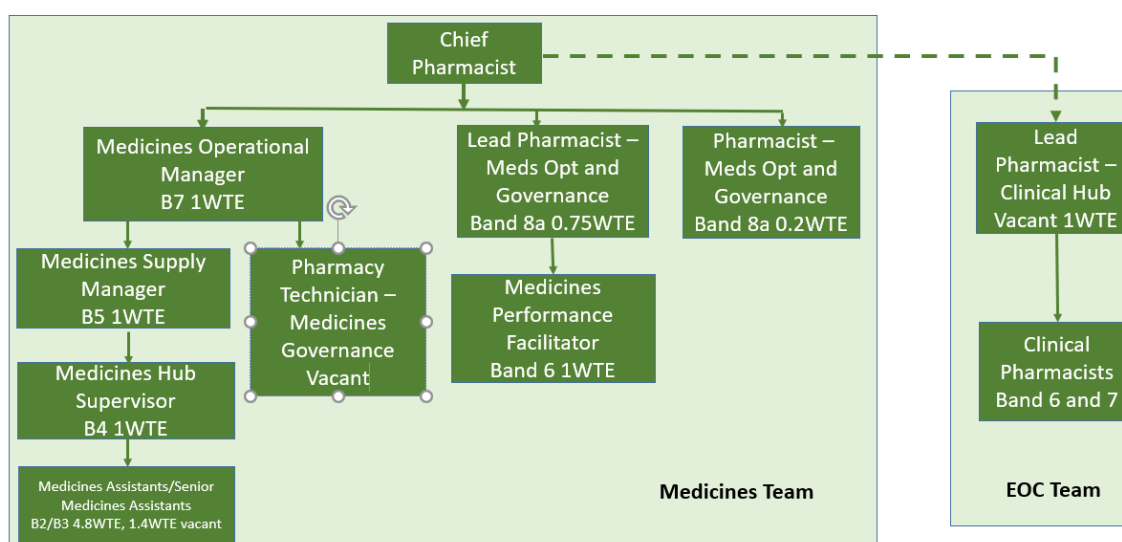 Chief
Pharmacist
Medicines Operational
Manager
B7 1WTE
Lead Pharmacist –
Meds Opt and
Governance
Band 8a 0.75WTE
Pharmacist –
Meds Opt and
Governance
Band 8a 0.2WTE
Lead
Pharmacist –
Clinical Hub
Vacant 1WTE
Medicines Supply
Manager
B5 1WTE
Pharmacy
Technician –
Medicines
Governance
Vacant
Medicines
Performance
Facilitator
Band 6 1WTE
Clinical
Pharmacists
Band 6 and 7
Medicines Hub
Supervisor
B4 1WTE
Medicines Assistants/Senior
Medicines Assistants
B2/B3 4.8WTE, 1.4WTE vacant
Medicines Team
EOC Team